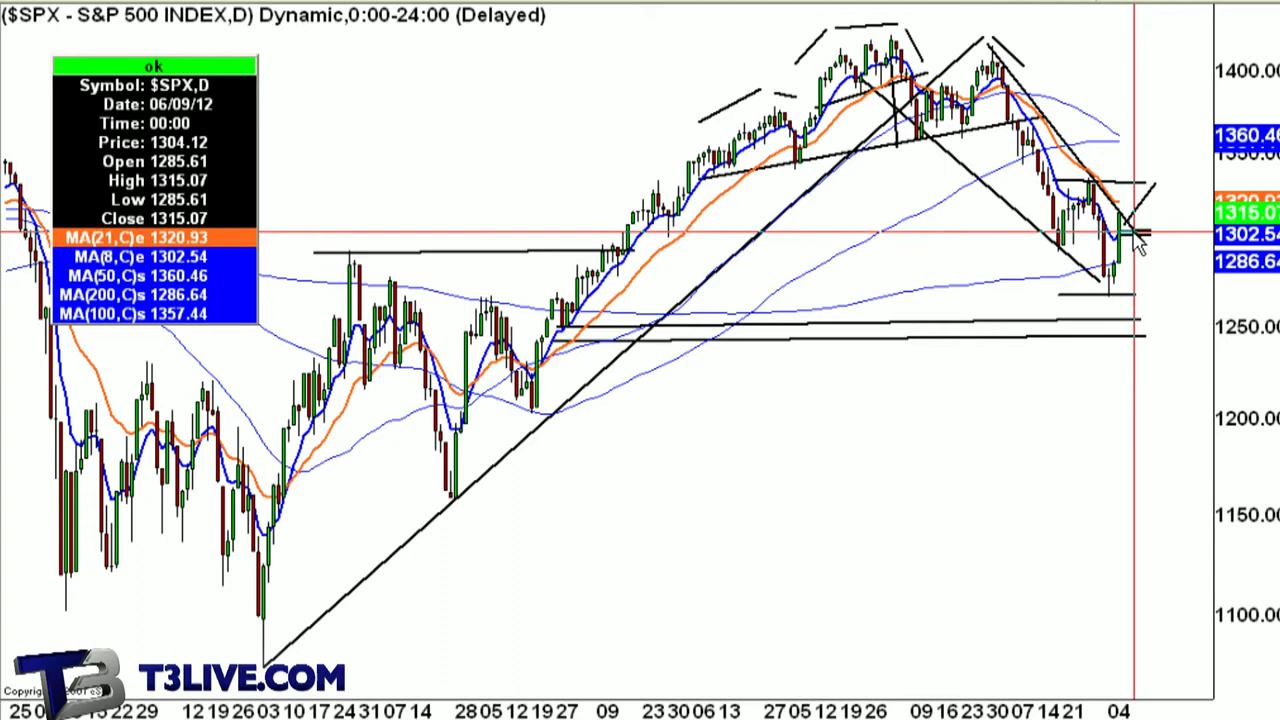 ($SPX - S&P 500 INDEX,D) Dynamic,0:00-24:00 (Delayed)
ok
Symbol: $SPX,D
Date: 06/09/12
Time: 00:00
Price: 1304.12
Open 1285.61
High 1315.07
Low 1285.61
Close 1315.07
MA(21,C)e 1320.93
MA(8,C)e 1302.54
MA(50,C)s 1360.46
MA(200,C)s 1286.64
MA(100,C)s 1357.44
1400.00
1360.46
1315.07
1302.54
1286.64
1250.00
1200.00
1150.00
1100.00
T3 T3LIVE.COM
25 22 29 12 19 26 03 10 17 24 31 07 14 28 05 12 19 27 09 23 30 06 13 27 05 12 19 26 09 16 23 30 07 14 21 04